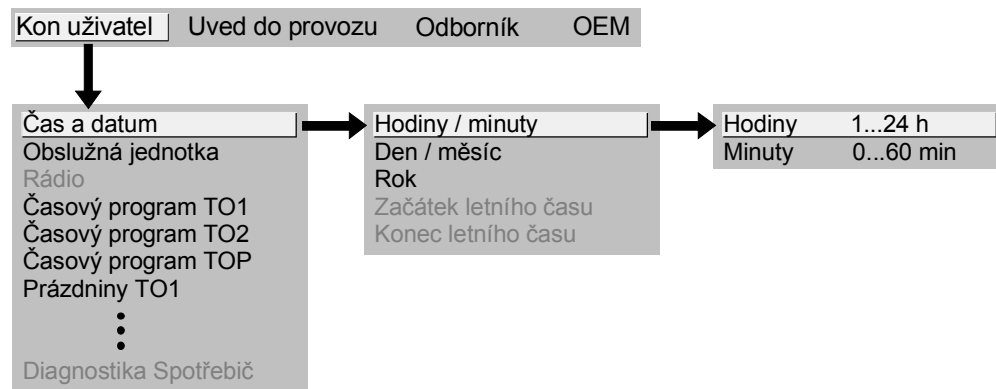 Kon uživatel Uved do provozu Odborník OEM
Čas a datum
Obslužná jednotka
Rádio
Časový program TO1
Časový program TO2
Časový program TOP
Prázdniny TO1
Diagnostika Spotřebič
Hodiny / minuty
Den / měsíc
Rok
Začátek letního času
Konec letního času
Hodiny 1...24 h
Minuty 0...60 min